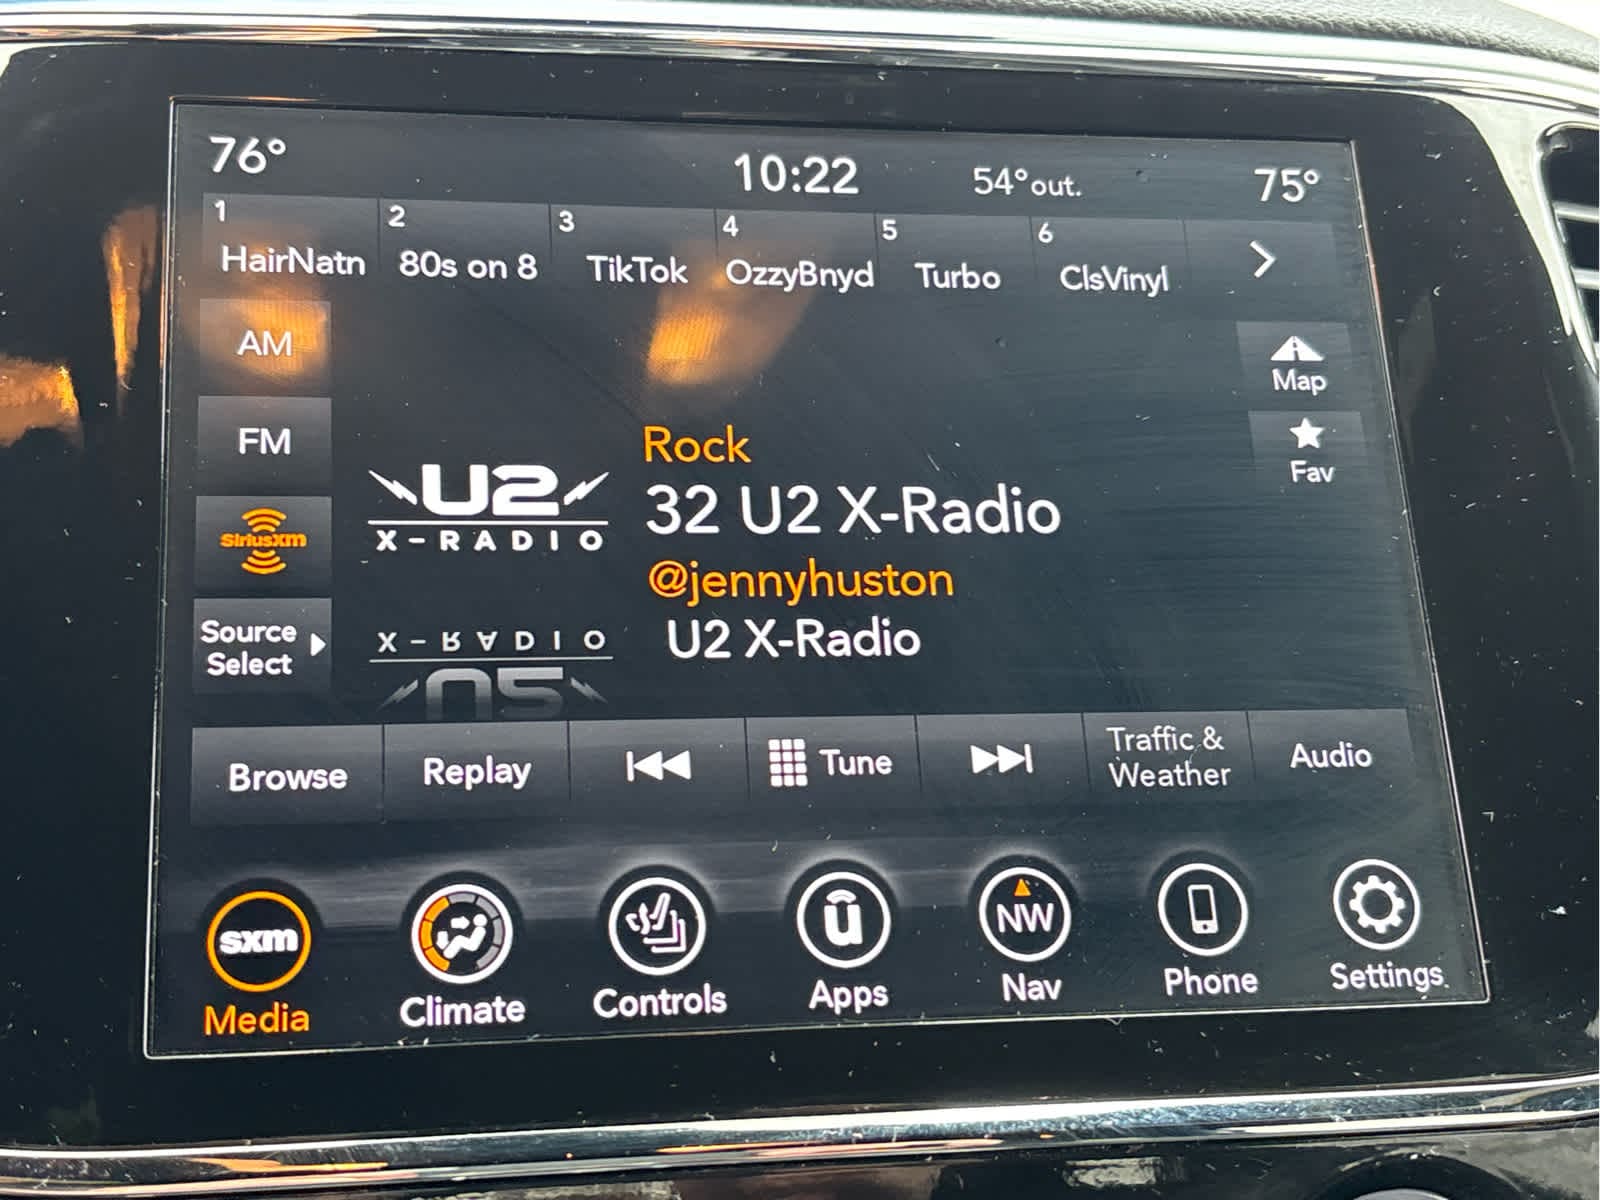 76°
10:22
54°out.
75°
1
HairNatn
2
80s on 8
3
TikTok
4
OzzyBnyd
5
Turbo
6
ClsVinyl
AM
FM
SiriusXm
Source
Select
U2
X-RADIO
Rock
32 U2 X-Radio
@jennyhuston
U2 X-Radio
Map
Fav
Browse
Replay
Tune
Traffic &
Weather
Audio
sxm
Media
Climate
Controls
u
Apps
NW
Nav
Phone
Settings